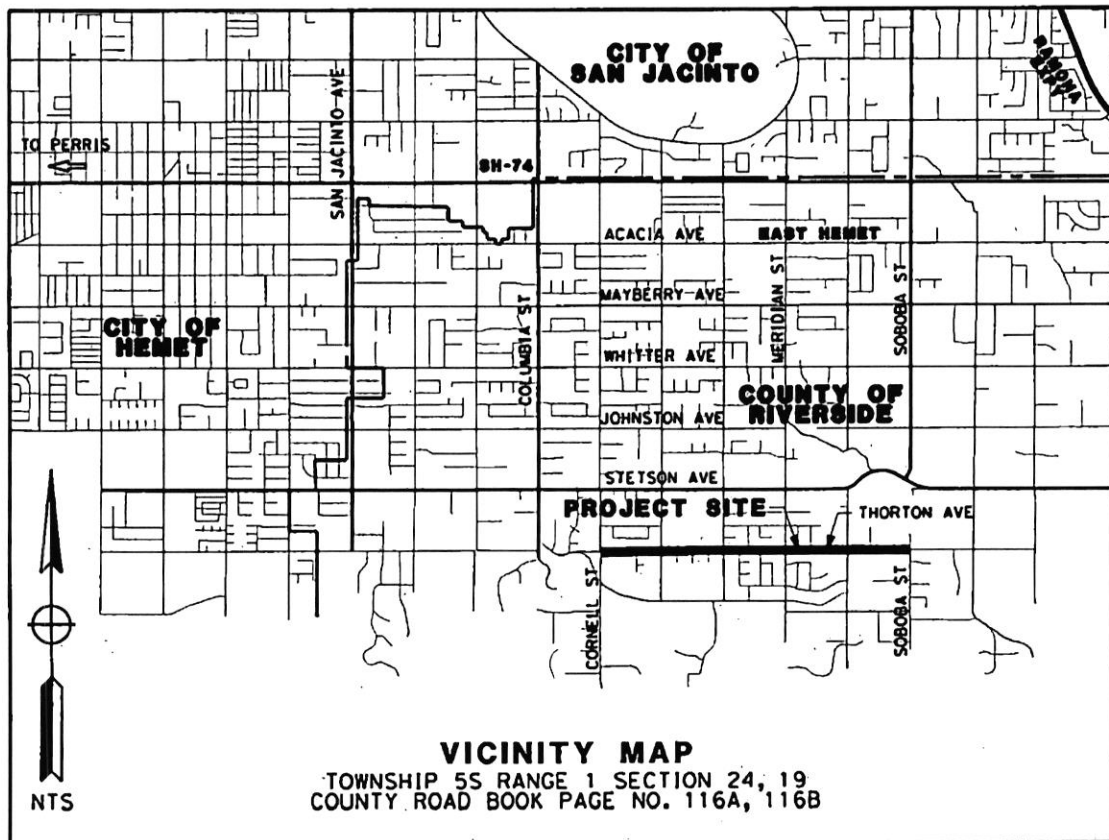 CITY OF
SAN JACINTO
RAMONA
EXPY
TO PERRIS
SAN JACINTO AVE
SH-74
ACACIA AVE
EAST HEMET
MAYBERRY AVE
MERIDIAN ST
SOBOBA ST
CITY OF
HEMET
COLUMBIA ST
WHITTER AVE
COUNTY OF
RIVERSIDE
JOHNSTON AVE
STETSON AVE
PROJECT SITE
THORTON AVE
CORNELL ST
SOBOBA ST
NTS
VICINITY MAP
TOWNSHIP 5S RANGE 1 SECTION 24, 19
COUNTY ROAD BOOK PAGE NO. 116A, 116B